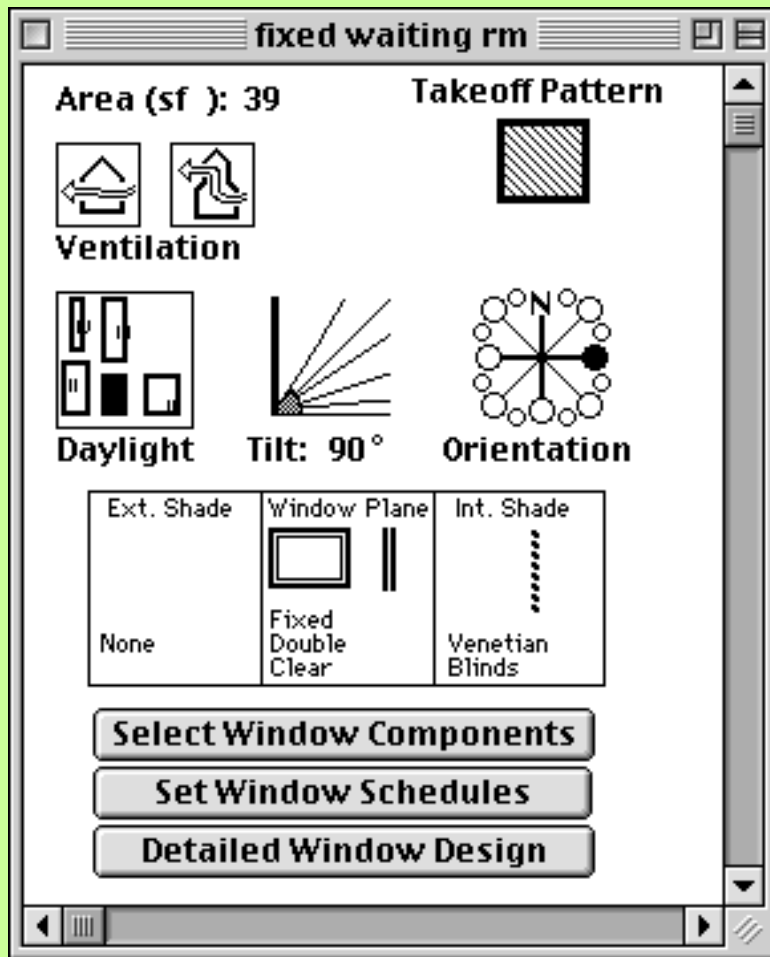 fixed waiting rm
Area (sf ): 39
Takeoff Pattern
Ventilation
N
Daylight
Tilt: 90°
Orientation
Ext. Shade
Window Plane
Int. Shade
None
Fixed
Double
Clear
Venetian
Blinds
Select Window Components
Set Window Schedules
Detailed Window Design